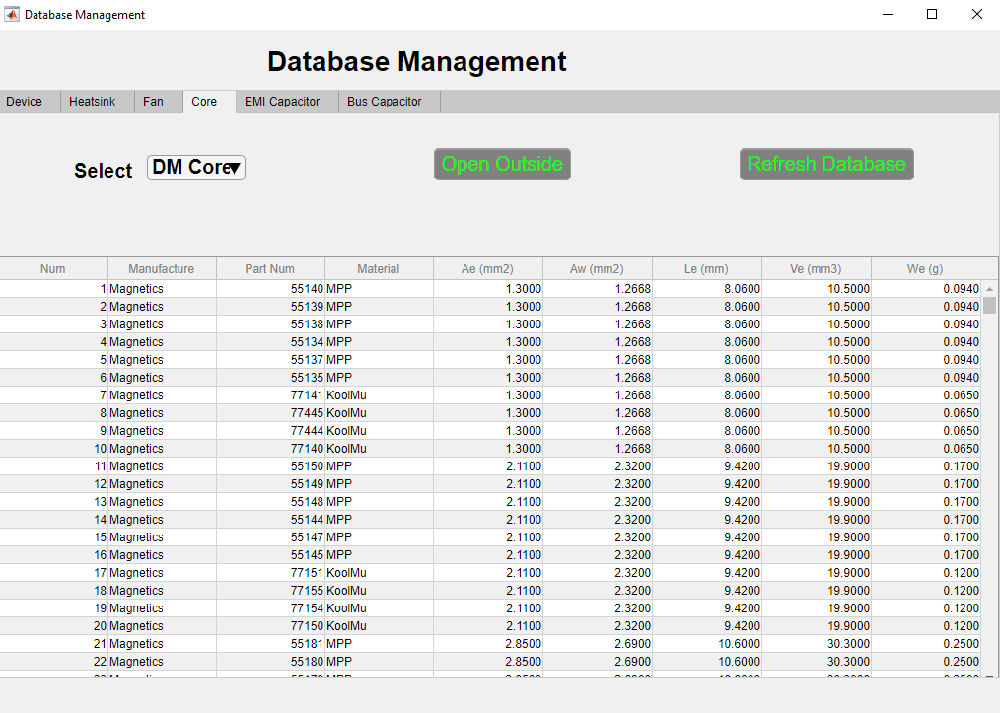 Database Management
Database Management
Device Heatsink Fan Core EMI Capacitor Bus Capacitor
Select DM Core Open Outside Refresh Database
Num Manufacture Part Num Material Ae (mm2) Aw (mm2) Le (mm) Ve (mm3) We (g)
1 Magnetics 55140 MPP 1.3000 1.2668 8.0600 10.5000 0.0940
2 Magnetics 55139 MPP 1.3000 1.2668 8.0600 10.5000 0.0940
3 Magnetics 55138 MPP 1.3000 1.2668 8.0600 10.5000 0.0940
4 Magnetics 55134 MPP 1.3000 1.2668 8.0600 10.5000 0.0940
5 Magnetics 55137 MPP 1.3000 1.2668 8.0600 10.5000 0.0940
6 Magnetics 55135 MPP 1.3000 1.2668 8.0600 10.5000 0.0940
7 Magnetics 77141 KoolMu 1.3000 1.2668 8.0600 10.5000 0.0650
8 Magnetics 77445 KoolMu 1.3000 1.2668 8.0600 10.5000 0.0650
9 Magnetics 77444 KoolMu 1.3000 1.2668 8.0600 10.5000 0.0650
10 Magnetics 77140 KoolMu 1.3000 1.2668 8.0600 10.5000 0.0650
11 Magnetics 55150 MPP 2.1100 2.3200 9.4200 19.9000 0.1700
12 Magnetics 55149 MPP 2.1100 2.3200 9.4200 19.9000 0.1700
13 Magnetics 55148 MPP 2.1100 2.3200 9.4200 19.9000 0.1700
14 Magnetics 55144 MPP 2.1100 2.3200 9.4200 19.9000 0.1700
15 Magnetics 55147 MPP 2.1100 2.3200 9.4200 19.9000 0.1700
16 Magnetics 55145 MPP 2.1100 2.3200 9.4200 19.9000 0.1700
17 Magnetics 77151 KoolMu 2.1100 2.3200 9.4200 19.9000 0.1200
18 Magnetics 77155 KoolMu 2.1100 2.3200 9.4200 19.9000 0.1200
19 Magnetics 77154 KoolMu 2.1100 2.3200 9.4200 19.9000 0.1200
20 Magnetics 77150 KoolMu 2.1100 2.3200 9.4200 19.9000 0.1200
21 Magnetics 55181 MPP 2.8500 2.6900 10.6000 30.3000 0.2500
22 Magnetics 55180 MPP 2.8500 2.6900 10.6000 30.3000 0.2500